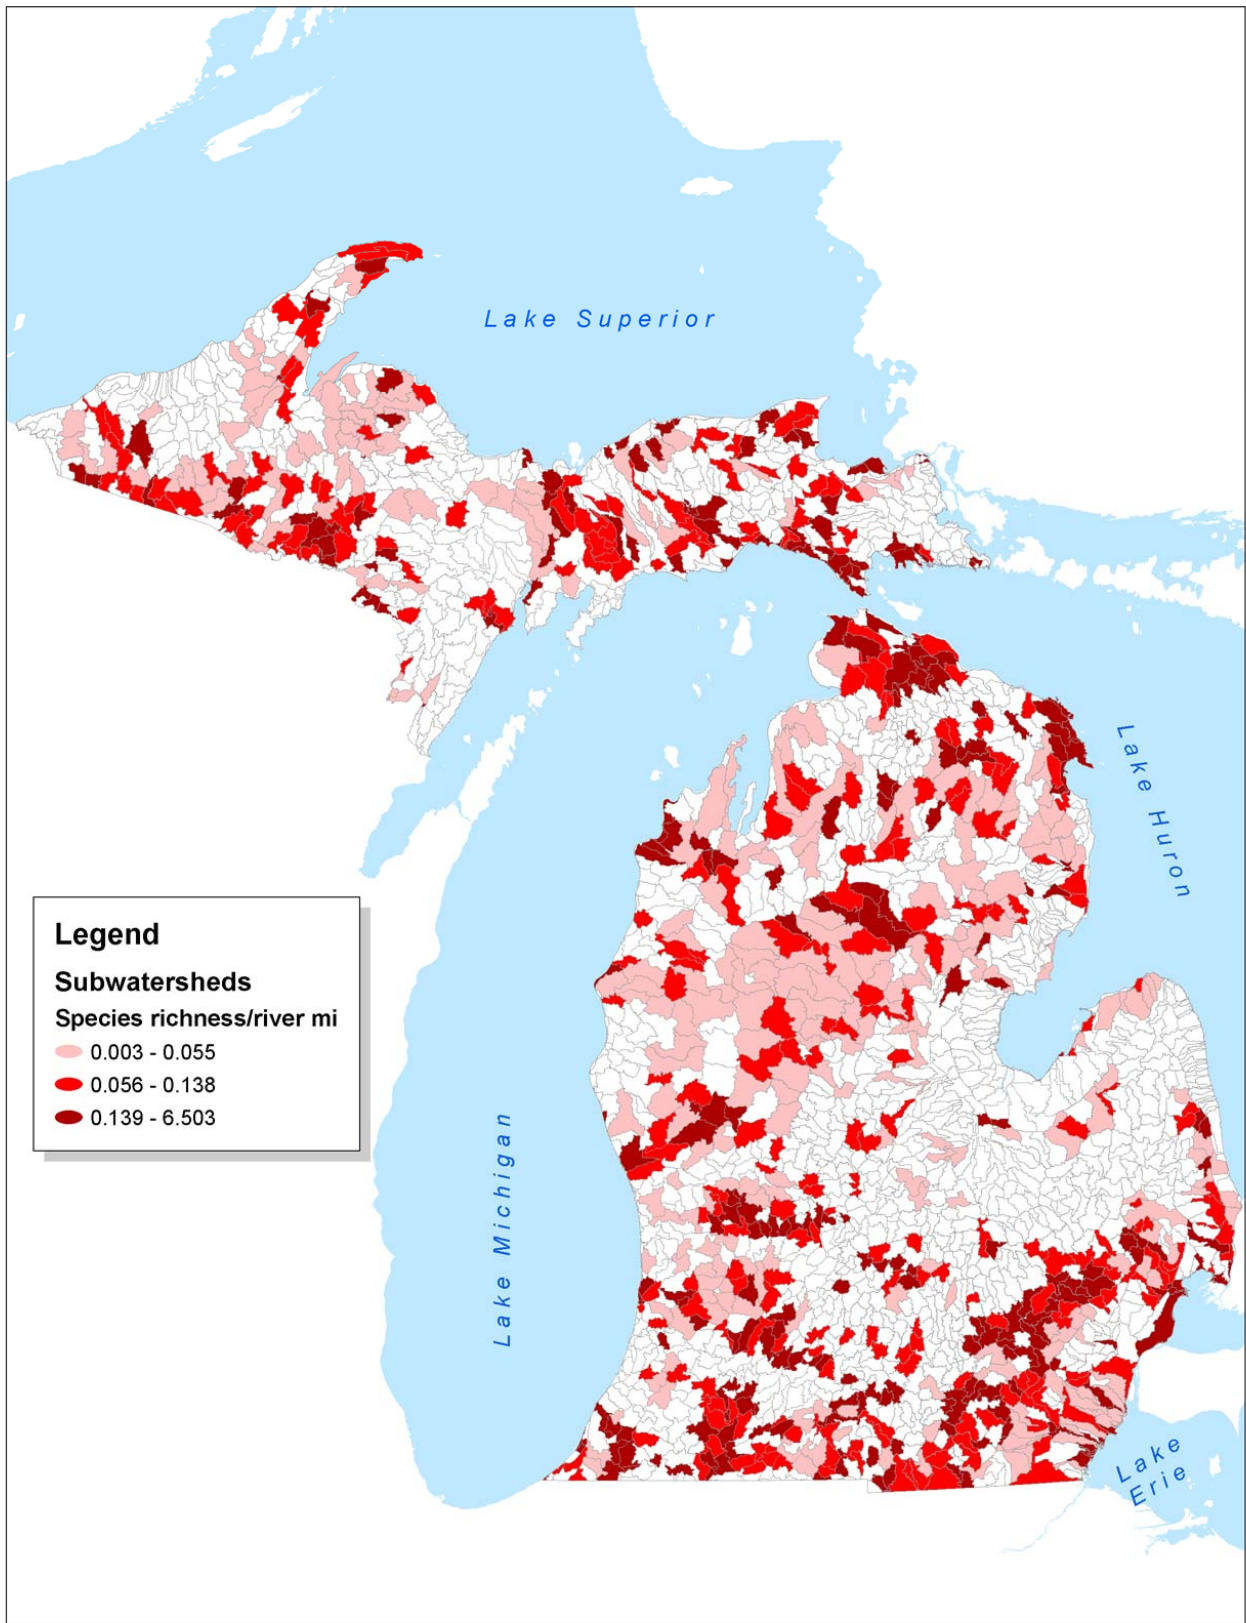 Lake Superior
Lake Huron
Legend
Subwatersheds
Species richness/river mi
0.003 - 0.055
0.056 - 0.138
0.139 - 6.503
Lake Michigan
Lake
Erie